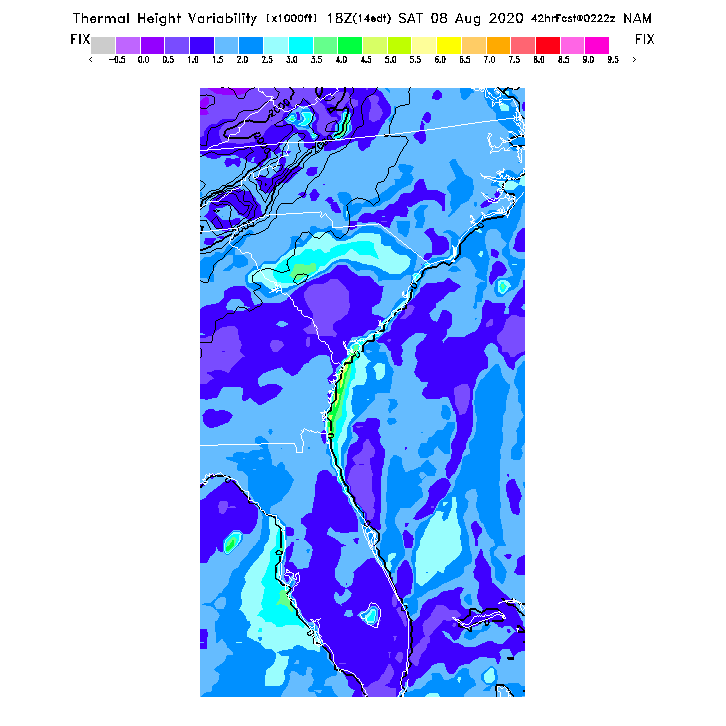 Thermal Height Variability [x1000ft] 18Z(14edt) SAT 08 Aug 2020 42hrFcst@0222z NAM
FIX FIX
< -0.5 0.0 0.5 1.0 1.5 2.0 2.5 3.0 3.5 4.0 4.5 5.0 5.5 6.0 6.5 7.0 7.5 8.0 8.5 9.0 9.5 >